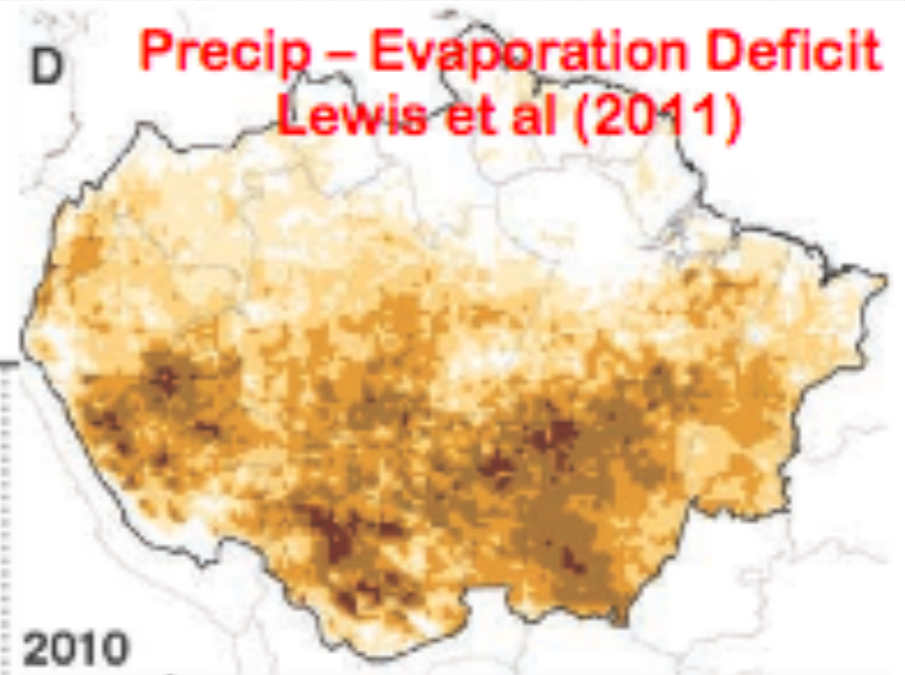 D
Precip – Evaporation Deficit
Lewis et al (2011)
2010